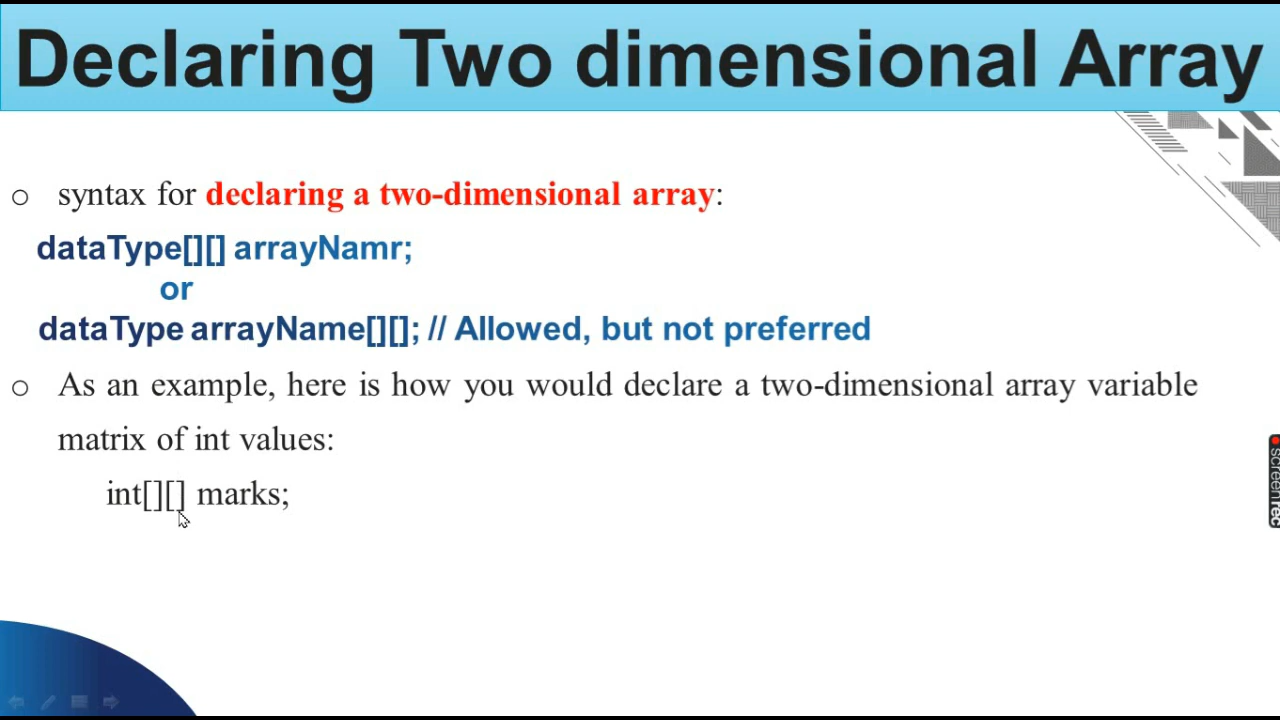 Declaring Two dimensional Array
○ syntax for declaring a two-dimensional array:
dataType[][] arrayNamr;
or
dataType arrayName[][]; // Allowed, but not preferred
○ As an example, here is how you would declare a two-dimensional array variable
matrix of int values:
int[][] marks;
screenrec